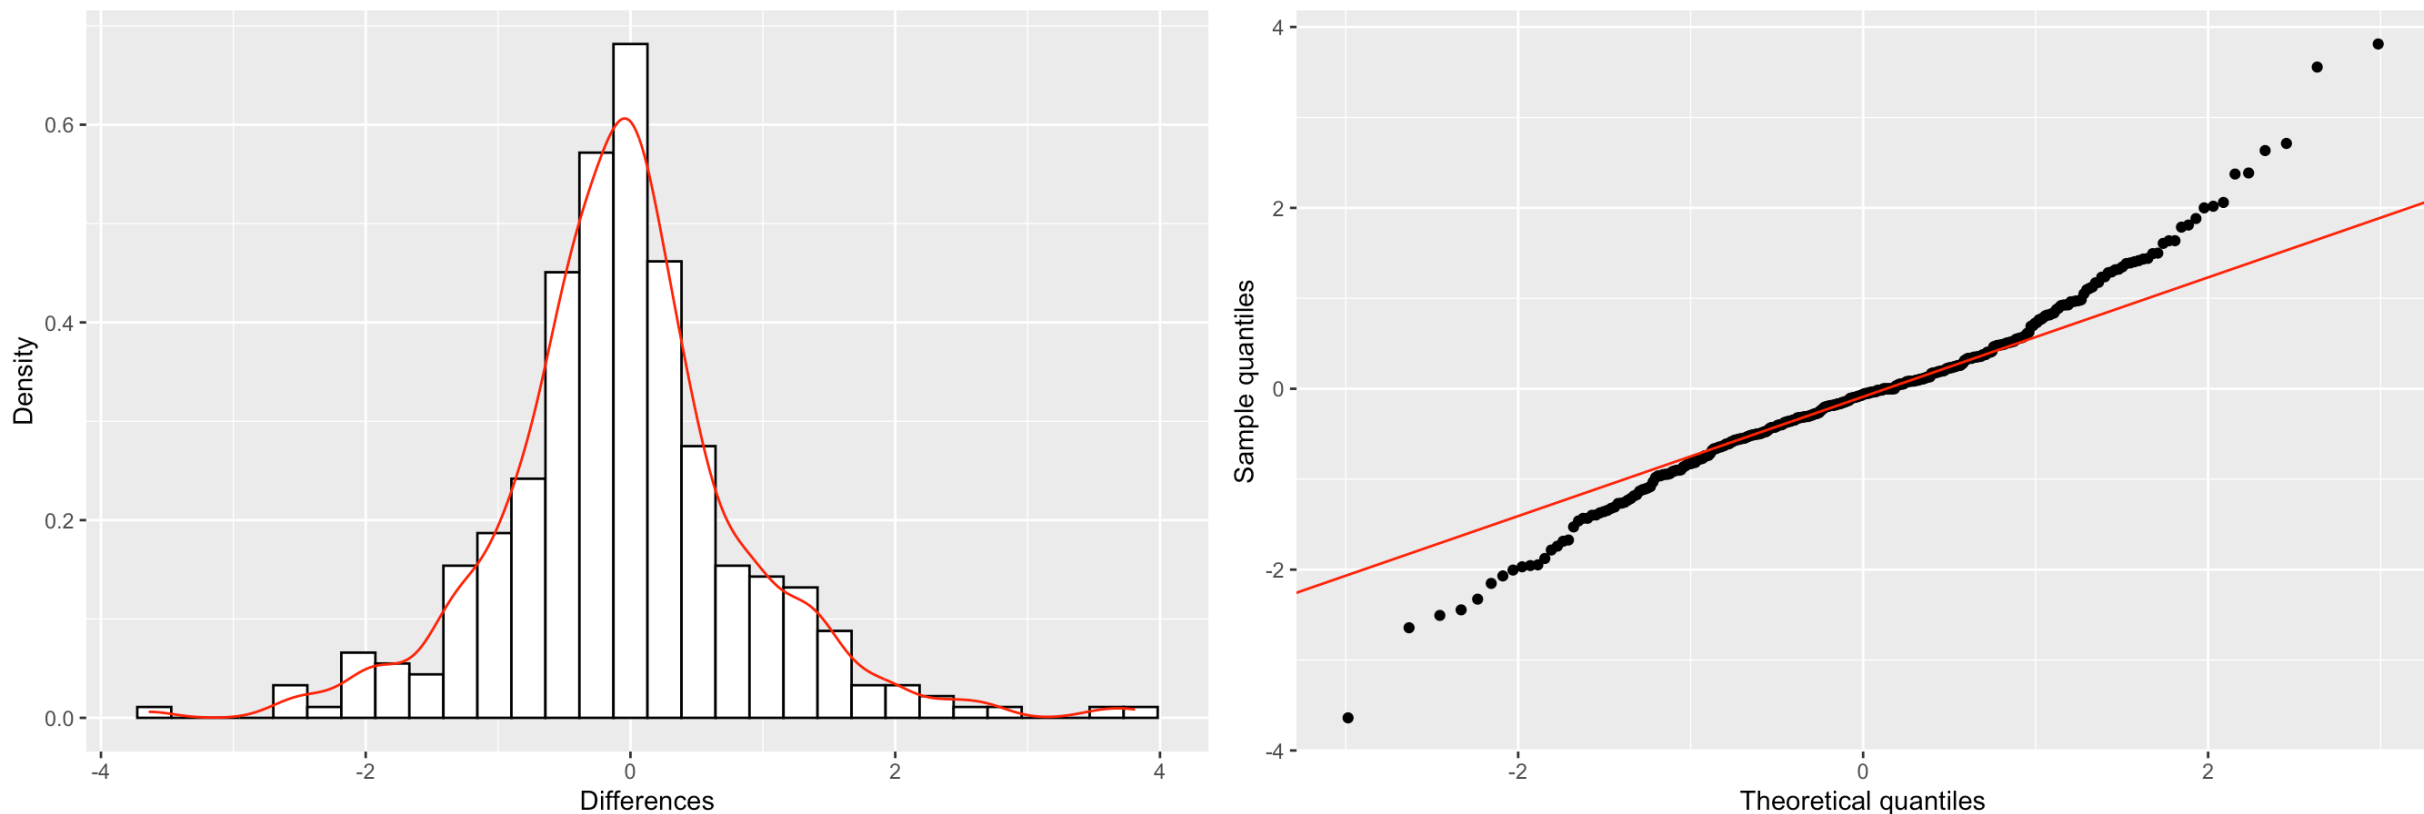 Density
0.6
0.4
0.2
0.0
-4 -2 0 2 4
Differences
Sample quantiles
4
2
0
-2
-4
-2 0 2
Theoretical quantiles